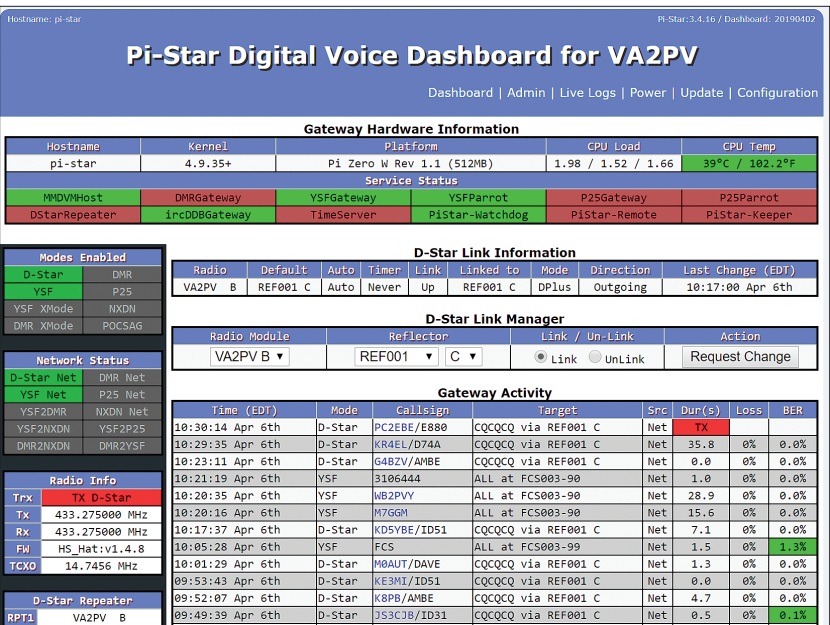 Hostname: pi-star Pi-Star:3.4.16 / Dashboard: 20190402
Pi-Star Digital Voice Dashboard for VA2PV
Dashboard | Admin | Live Logs | Power | Update | Configuration
Gateway Hardware Information
Hostname Kernel Platform CPU Load CPU Temp
pi-star 4.9.35+ Pi Zero W Rev 1.1 (512MB) 1.98 / 1.52 / 1.66 39°C / 102.2°F
Service Status
MMDVMHost DMRGateway YSFGateway YSFParrot P25Gateway P25Parrot
DStarRepeater ircDDBGateway TimeServer PiStar-Watchdog PiStar-Remote PiStar-Keeper
Modes Enabled
D-Star DMR
YSF P25
YSF XMode NXDN
DMR XMode POCSAG
Network Status
D-Star Net DMR Net
YSF Net P25 Net
YSF2DMR NXDN Net
YSF2NXDN YSF2P25
DMR2NXDN DMR2YSF
Radio Info
Trx TX D-Star
Tx 433.275000 MHz
Rx 433.275000 MHz
FW HS_Hat:v1.4.8
TCXO 14.7456 MHz
D-Star Repeater
RPT1 VA2PV B
D-Star Link Information
Radio Default Auto Timer Link Linked to Mode Direction Last Change (EDT)
VA2PV B REF001 C Auto Never Up REF001 C DPlus Outgoing 10:17:00 Apr 6th
D-Star Link Manager
Radio Module Reflector Link / Un-Link Action
VA2PV B REF001 C Link UnLink Request Change
Gateway Activity
Time (EDT) Mode Callsign Target Src Dur(s) Loss BER
10:30:14 Apr 6th D-Star PC2EBE/E880 CQCQCQ via REF001 C Net TX
10:29:35 Apr 6th D-Star KR4EL/D74A CQCQCQ via REF001 C Net 35.8 0% 0.0%
10:23:11 Apr 6th D-Star G4BZV/AMBE CQCQCQ via REF001 C Net 0.0 0% 0.0%
10:21:19 Apr 6th YSF 3106444 ALL at FCS003-90 Net 1.0 0% 0.0%
10:20:35 Apr 6th YSF WB2PVY ALL at FCS003-90 Net 28.9 0% 0.0%
10:20:16 Apr 6th YSF M7GGM ALL at FCS003-90 Net 15.6 0% 0.0%
10:17:37 Apr 6th D-Star KD5YBE/ID51 CQCQCQ via REF001 C Net 7.1 0% 0.0%
10:05:28 Apr 6th YSF FCS ALL at FCS003-99 Net 1.5 0% 1.3%
10:01:29 Apr 6th D-Star M0AUT/DAVE CQCQCQ via REF001 C Net 1.3 0% 0.0%
09:53:43 Apr 6th D-Star KE3MI/ID51 CQCQCQ via REF001 C Net 0.0 0% 0.0%
09:52:07 Apr 6th D-Star K8PB/AMBE CQCQCQ via REF001 C Net 4.7 0% 0.0%
09:49:39 Apr 6th D-Star JS3CJB/ID31 CQCQCQ via REF001 C Net 0.5 0% 0.1%